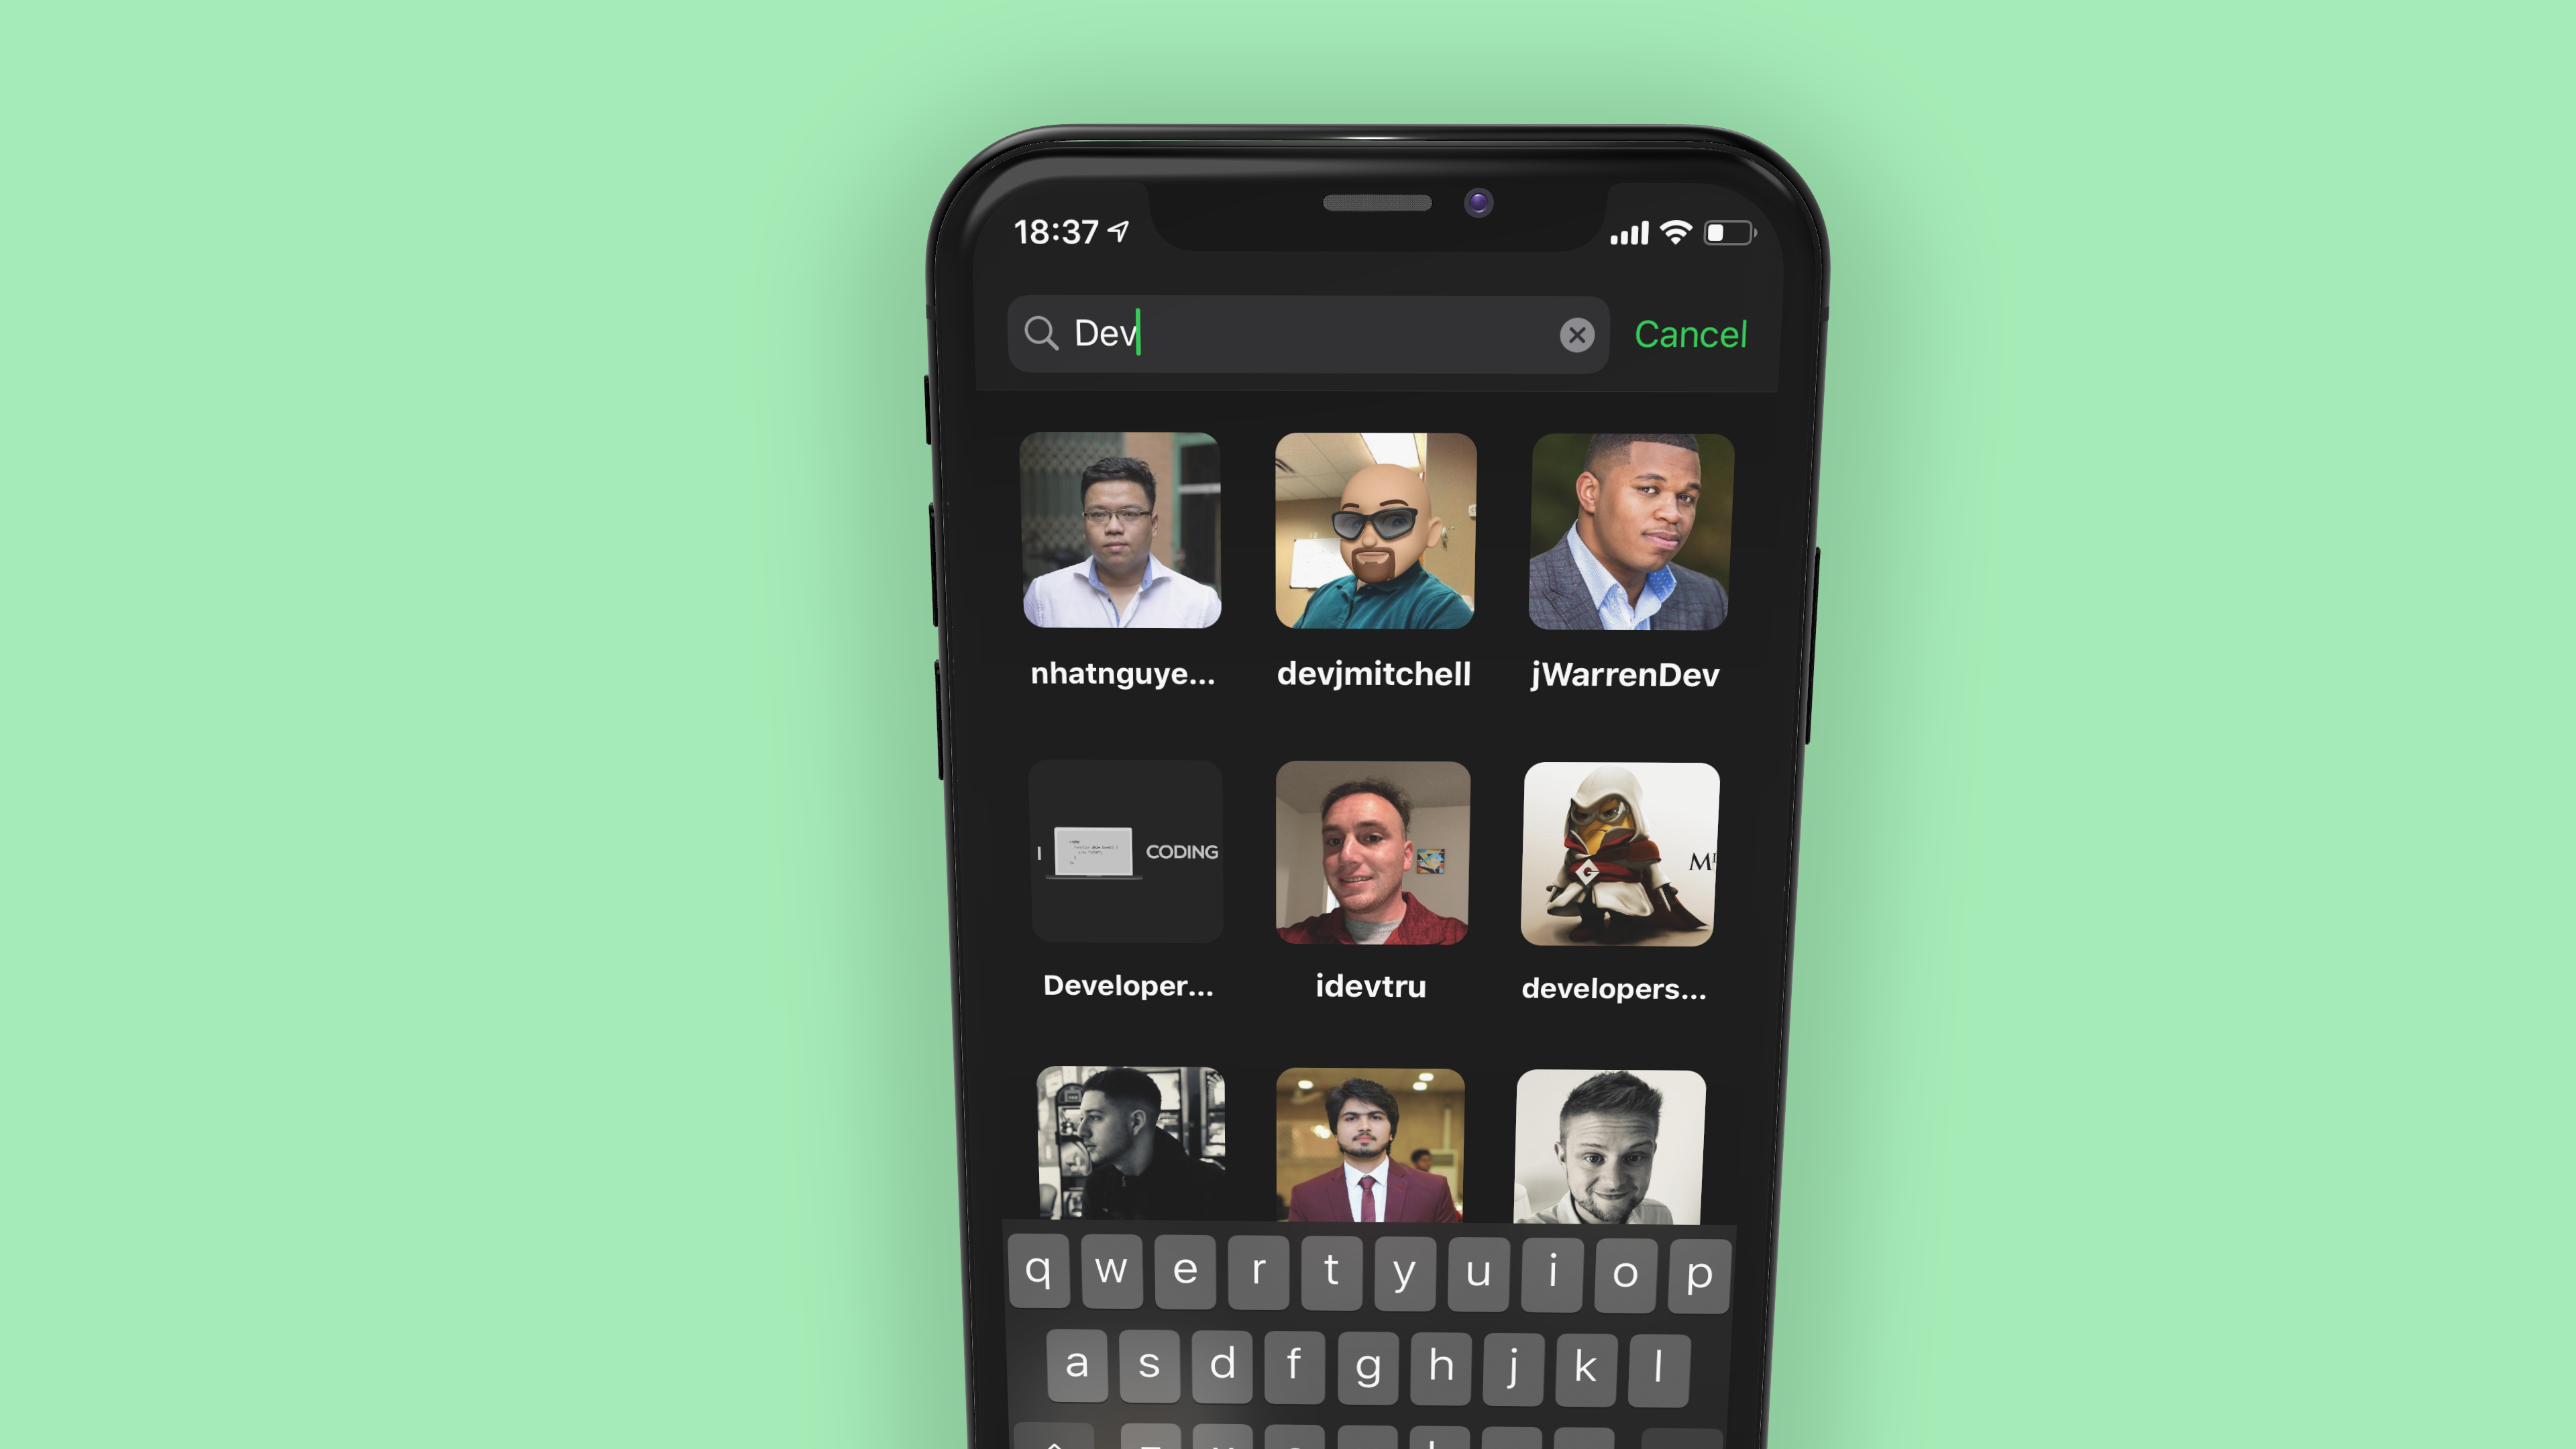 18:37
Dev
Cancel
nhatnguye...
devjmitchell
jWarrenDev
I
CODING
Developer...
idevtru
developers...
q w e r t y u i o p
a s d f g h j k l